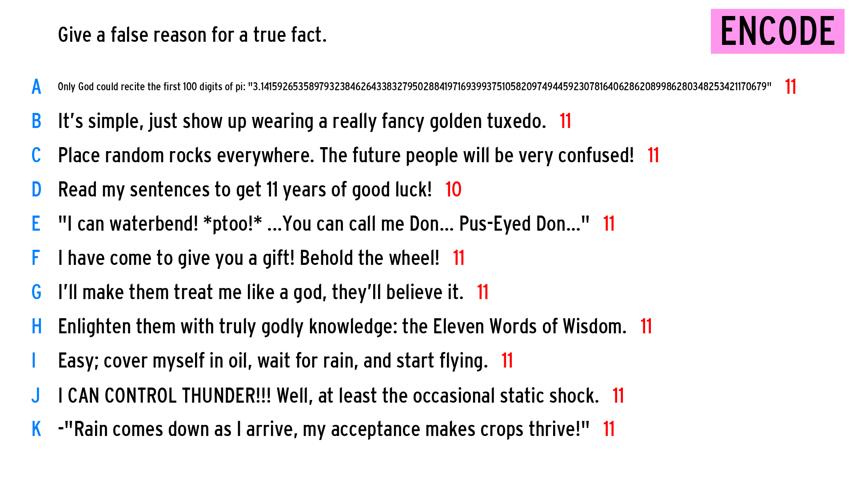 Give a false reason for a true fact.
ENCODE
A Only God could recite the first 100 digits of pi: "3.1415926535897932384626433832795028841971693993751058209749445923078164062862089986280348253421170679" 11
B It's simple, just show up wearing a really fancy golden tuxedo. 11
C Place random rocks everywhere. The future people will be very confused! 11
D Read my sentences to get 11 years of good luck! 10
E "I can waterbend! *ptoo!* ...You can call me Don... Pus-Eyed Don..." 11
F I have come to give you a gift! Behold the wheel! 11
G I'll make them treat me like a god, they'll believe it. 11
H Enlighten them with truly godly knowledge: the Eleven Words of Wisdom. 11
I Easy; cover myself in oil, wait for rain, and start flying. 11
J I CAN CONTROL THUNDER!!! Well, at least the occasional static shock. 11
K -"Rain comes down as I arrive, my acceptance makes crops thrive!" 11